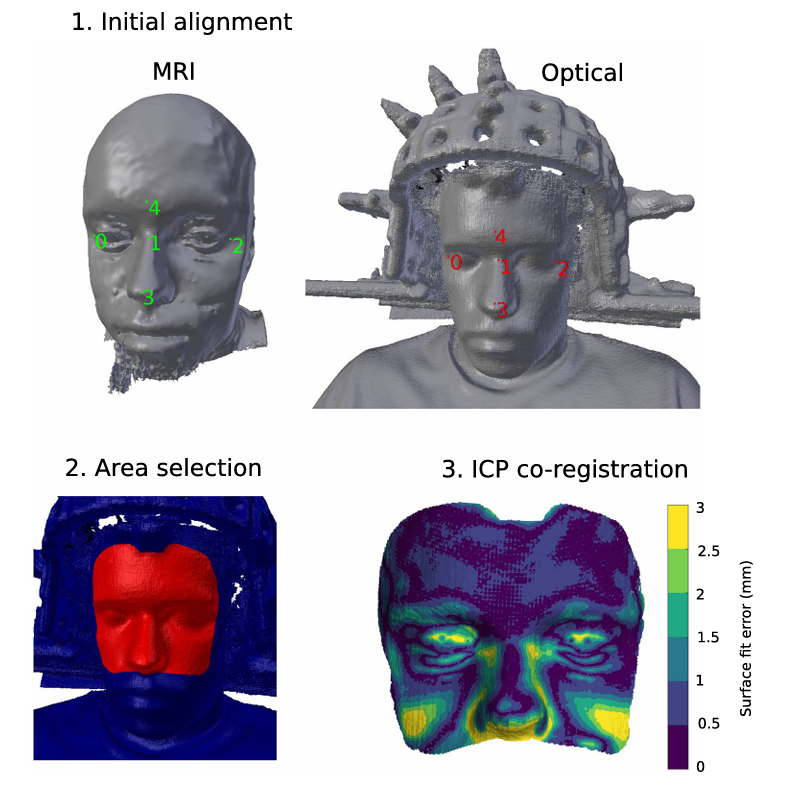 1. Initial alignment
MRI
Optical
4
0
1
2
3
4
0
1
2
3
2. Area selection
3. ICP co-registration
3
2.5
2
1.5
1
0.5
0
Surface fit error (mm)